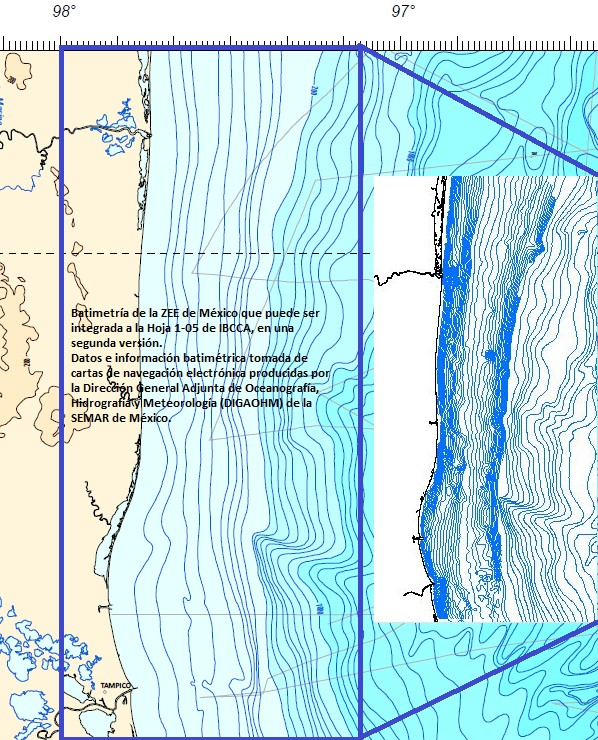 98°
97°
200
Batimetría de la ZEE de México que puede ser
integrada a la Hoja 1-05 de IBCCA, en una
segunda versión.
Datos e información batimétrica tomada de
cartas de navegación electrónica producidas por
la Dirección General Adjunta de Oceanografía,
Hidrografía y Meteorología (DIGAOHM) de la
SEMAR de México.
TAMPICO